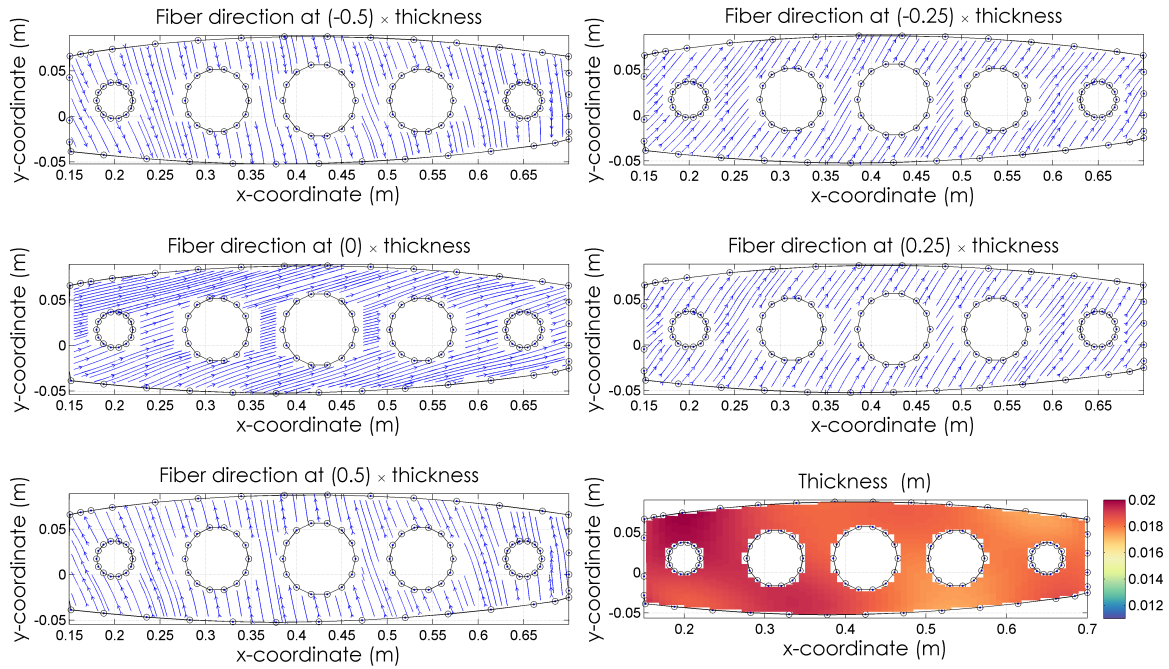 Fiber direction at (-0.5) × thickness
y-coordinate (m)
0.05
0
-0.05
0.15 0.2 0.25 0.3 0.35 0.4 0.45 0.5 0.55 0.6 0.65
x-coordinate (m)
Fiber direction at (-0.25) × thickness
y-coordinate (m)
0.05
0
-0.05
0.15 0.2 0.25 0.3 0.35 0.4 0.45 0.5 0.55 0.6 0.65
x-coordinate (m)
Fiber direction at (0) × thickness
y-coordinate (m)
0.05
0
-0.05
0.15 0.2 0.25 0.3 0.35 0.4 0.45 0.5 0.55 0.6 0.65
x-coordinate (m)
Fiber direction at (0.25) × thickness
y-coordinate (m)
0.05
0
-0.05
0.15 0.2 0.25 0.3 0.35 0.4 0.45 0.5 0.55 0.6 0.65
x-coordinate (m)
Fiber direction at (0.5) × thickness
y-coordinate (m)
0.05
0
-0.05
0.15 0.2 0.25 0.3 0.35 0.4 0.45 0.5 0.55 0.6 0.65
x-coordinate (m)
Thickness (m)
y-coordinate (m)
0.05
0
-0.05
0.2 0.3 0.4 0.5 0.6 0.7
x-coordinate (m)
0.02
0.018
0.016
0.014
0.012